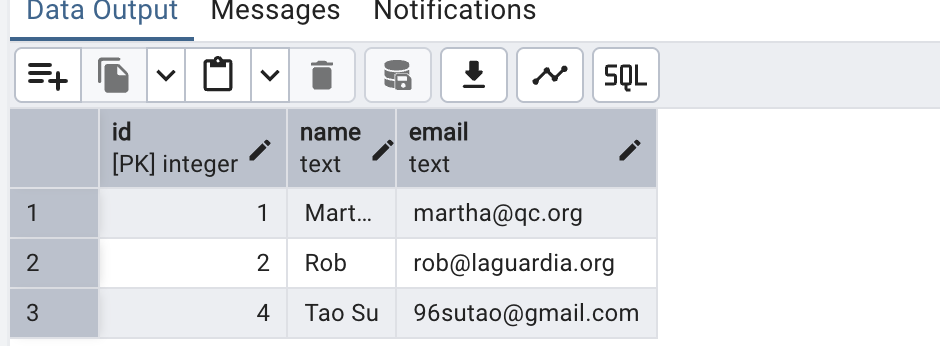 Data Output Messages Notifications
SQL
id name email
[PK] integer text text
1 1 Mart... martha@qc.org
2 2 Rob rob@laguardia.org
3 4 Tao Su 96sutao@gmail.com